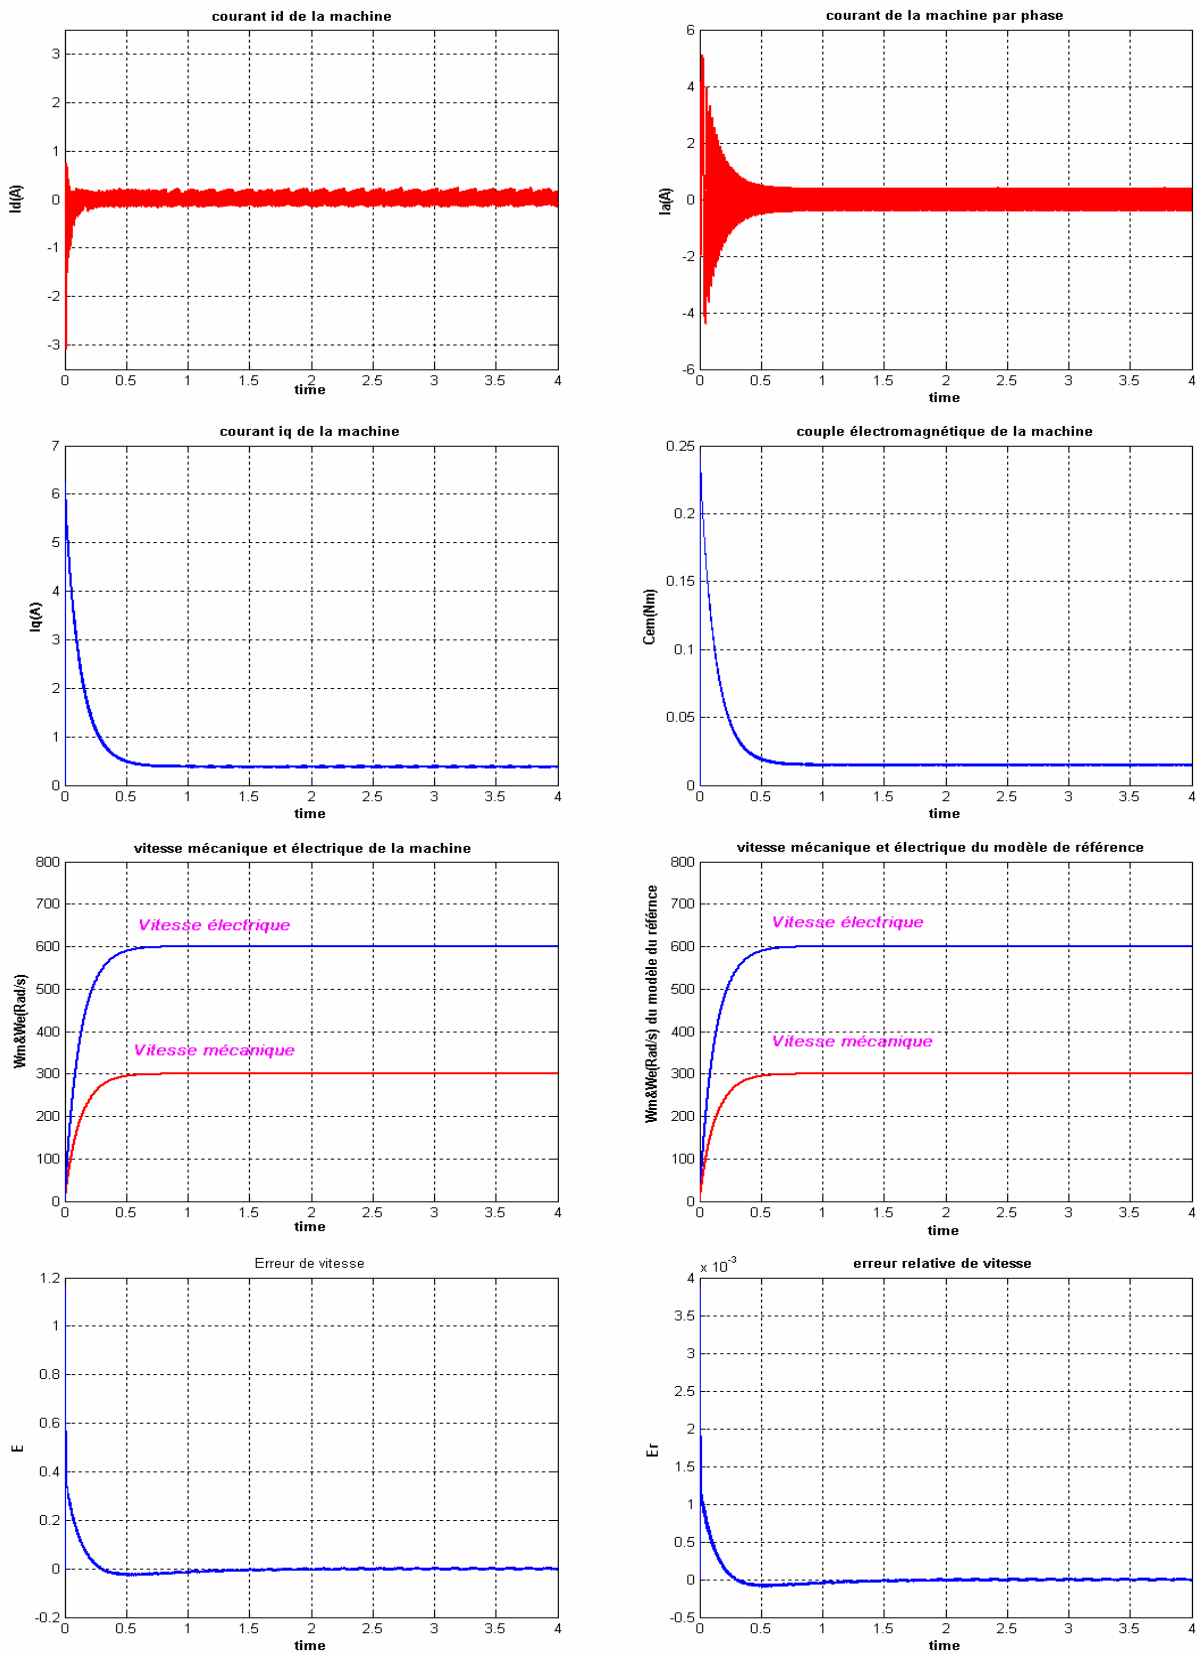 courant id de la machine
Id(A)
3
2
1
0
-1
-2
-3
0 0.5 1 1.5 2 2.5 3 3.5 4
time
courant de la machine par phase
Ia(A)
6
4
2
0
-2
-4
-6
0 0.5 1 1.5 2 2.5 3 3.5 4
time
courant iq de la machine
Iq(A)
7
6
5
4
3
2
1
0
0 0.5 1 1.5 2 2.5 3 3.5 4
time
couple électromagnétique de la machine
Cem(Nm)
0.25
0.2
0.15
0.1
0.05
0
0 0.5 1 1.5 2 2.5 3 3.5 4
time
vitesse mécanique et électrique de la machine
Wm&We(Rad/s)
800
700
600
500
400
300
200
100
0
Vitesse électrique
Vitesse mécanique
0 0.5 1 1.5 2 2.5 3 3.5 4
time
vitesse mécanique et électrique du modèle de référence
Wm&We(Rad/s) du modèle du référnce
800
700
600
500
400
300
200
100
0
Vitesse électrique
Vitesse mécanique
0 0.5 1 1.5 2 2.5 3 3.5 4
time
Erreur de vitesse
E
1.2
1
0.8
0.6
0.4
0.2
0
-0.2
0 0.5 1 1.5 2 2.5 3 3.5 4
time
erreur relative de vitesse
x 10^-3
Er
4
3.5
3
2.5
2
1.5
1
0.5
0
-0.5
0 0.5 1 1.5 2 2.5 3 3.5 4
time